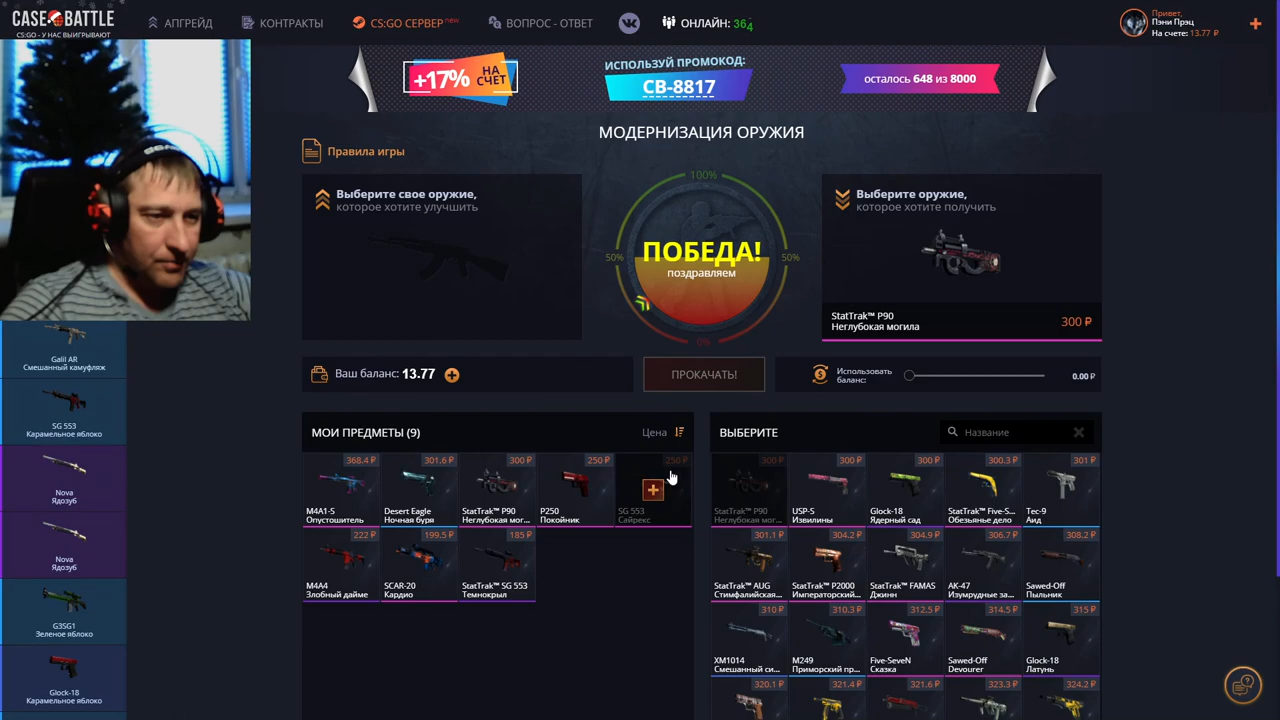 CASE BATTLE
CS:GO - У НАС ВЫИГРЫВАЮТ
АПГРЕЙД
КОНТРАКТЫ
CS:GO СЕРВЕР new
ВОПРОС - ОТВЕТ
ОНЛАЙН: 364
Привет,
Пэни Прэц
На счете: 13.77 ₽
+17% НА СЧЕТ
ИСПОЛЬЗУЙ ПРОМОКОД:
CB-8817
осталось 648 из 8000
МОДЕРНИЗАЦИЯ ОРУЖИЯ
Правила игры
Выберите свое оружие,
которое хотите улучшить
100%
50%
ПОБЕДА!
поздравляем
50%
0%
Выберите оружие,
которое хотите получить
StatTrak™ P90
Неглубокая могила
300 ₽
Ваш баланс: 13.77
ПРОКАЧАТЬ!
Использовать
баланс:
0.00 ₽
МОИ ПРЕДМЕТЫ (9)
Цена
368.4 ₽
M4A1-S
Опустошитель
301.6 ₽
Desert Eagle
Ночная буря
300 ₽
StatTrak™ P90
Неглубокая мог...
250 ₽
P250
Покойник
250 ₽
SG 553
Сайрекс
222 ₽
M4A4
Злобный дайме
199.5 ₽
SCAR-20
Кардио
185 ₽
StatTrak™ SG 553
Темнокрыл
ВЫБЕРИТЕ
Название
300 ₽
StatTrak™ P90
Неглубокая мог...
300 ₽
USP-S
Извилины
300 ₽
Glock-18
Ядерный сад
300.3 ₽
StatTrak™ Five-S...
Обезьянье дело
301 ₽
Tec-9
Аид
301.1 ₽
StatTrak™ AUG
Стимфалийская...
304.2 ₽
StatTrak™ P2000
Императорский...
304.9 ₽
StatTrak™ FAMAS
Джинн
306.7 ₽
AK-47
Изумрудные за...
308.2 ₽
Sawed-Off
Пыльник
310 ₽
XM1014
Смешанный си...
310.3 ₽
M249
Приморский пр...
312.5 ₽
Five-SeveN
Сказка
314.5 ₽
Sawed-Off
Devourer
315 ₽
Glock-18
Латунь
320.1 ₽
321.4 ₽
321.6 ₽
323.3 ₽
324.2 ₽
Galil AR
Смешанный камуфляж
SG 553
Карамельное яблоко
Nova
Ядозуб
Nova
Ядозуб
G3SG1
Зеленое яблоко
Glock-18
Карамельное яблоко